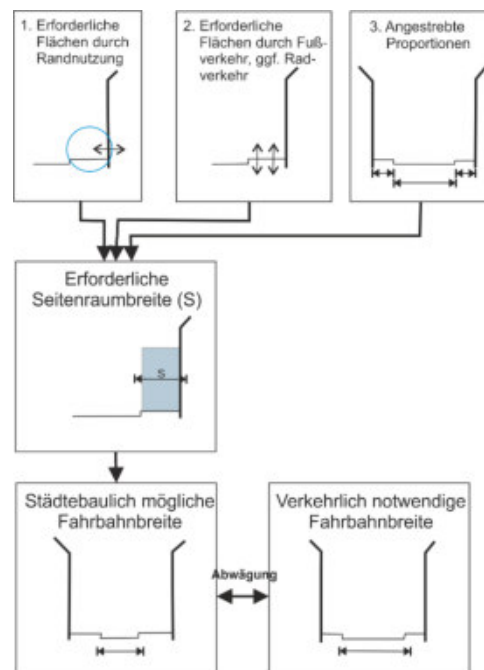 1. Erforderliche
Flächen durch
Randnutzung
2. Erforderliche
Flächen durch Fuß-
verkehr, ggf. Rad-
verkehr
3. Angestrebte
Proportionen
Erforderliche
Seitenraumbreite (S)
S
Städtebaulich mögliche
Fahrbahnbreite
Abwägung
Verkehrlich notwendige
Fahrbahnbreite